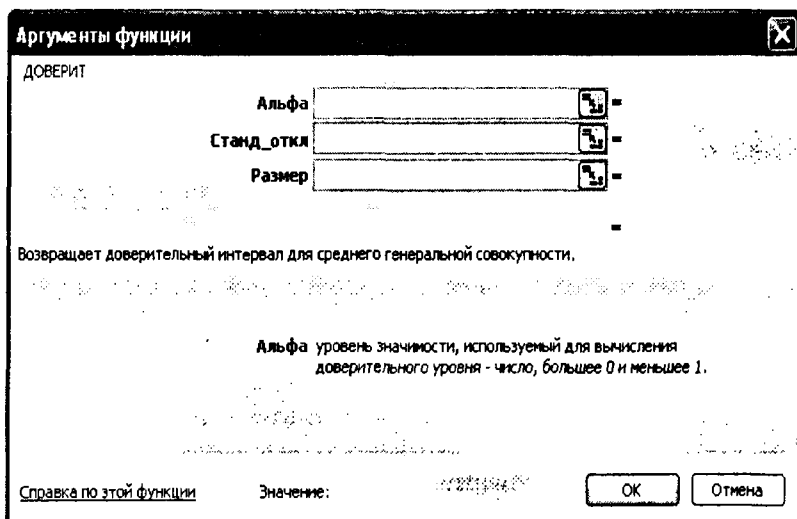 Аргументы функции
ДОВЕРИТ
Альфа =
Станд_откл =
Размер =
=
Возвращает доверительный интервал для среднего генеральной совокупности.
Альфа уровень значимости, используемый для вычисления
доверительного уровня - число, большее 0 и меньшее 1.
Справка по этой функции Значение: OK Отмена